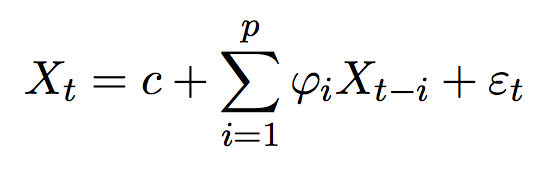 $X_t = c + \sum_{i=1}^{p} \varphi_i X_{t-i} + \varepsilon_t$